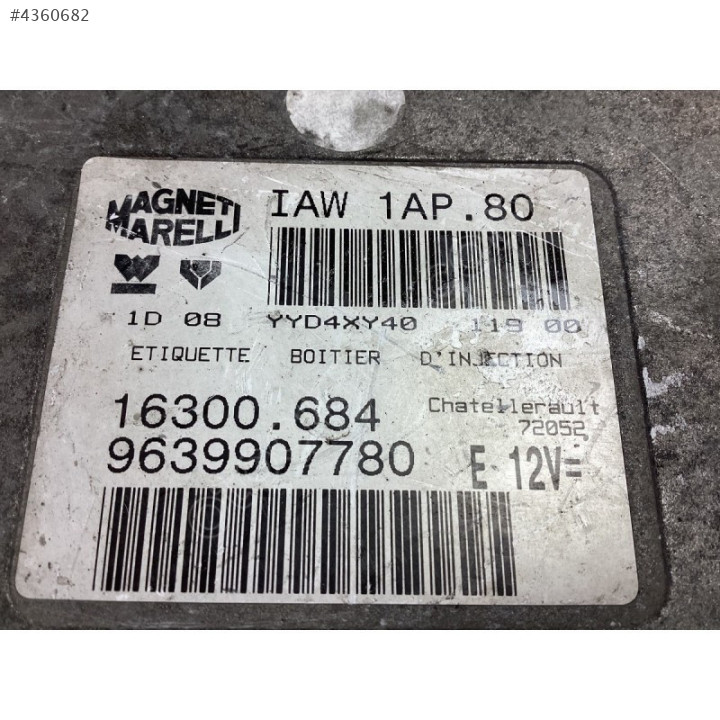 #4360682
MAGNETI
MARELLI
IAW 1AP.80
1D 08 YYD4XY40 119 00
ETIQUETTE BOITIER D'INJECTION
16300.684
Chatellerault
72052
9639907780
E 12V=